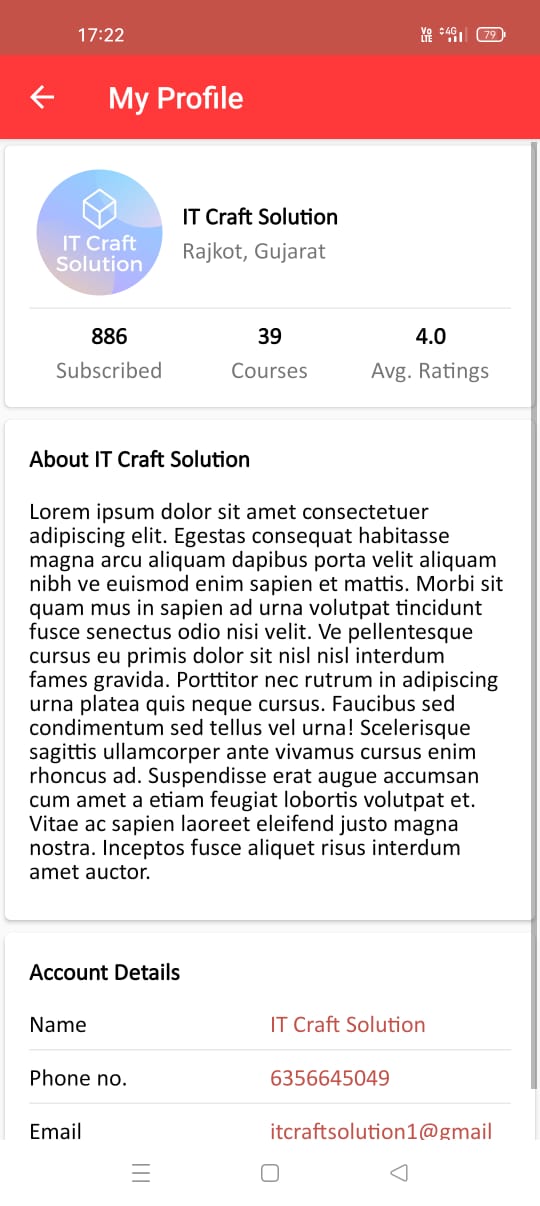 17:22
Vo LTE 4G 79
My Profile
IT Craft
Solution
IT Craft Solution
Rajkot, Gujarat
886
39
4.0
Subscribed
Courses
Avg. Ratings
About IT Craft Solution
Lorem ipsum dolor sit amet consectetuer
adipiscing elit. Egestas consequat habitasse
magna arcu aliquam dapibus porta velit aliquam
nibh ve euismod enim sapien et mattis. Morbi sit
quam mus in sapien ad urna volutpat tincidunt
fusce senectus odio nisi velit. Ve pellentesque
cursus eu primis dolor sit nisl nisl interdum
fames gravida. Porttitor nec rutrum in adipiscing
urna platea quis neque cursus. Faucibus sed
condimentum sed tellus vel urna! Scelerisque
sagittis ullamcorper ante vivamus cursus enim
rhoncus ad. Suspendisse erat augue accumsan
cum amet a etiam feugiat lobortis volutpat et.
Vitae ac sapien laoreet eleifend justo magna
nostra. Inceptos fusce aliquet risus interdum
amet auctor.
Account Details
Name IT Craft Solution
Phone no. 6356645049
Email itcraftsolution1@gmail